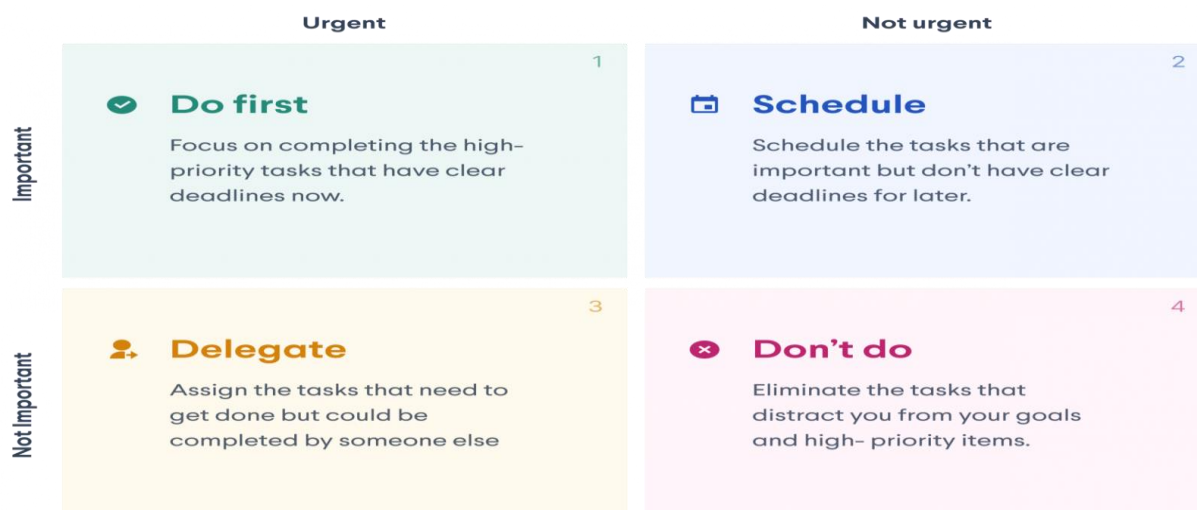 Urgent
Not urgent
Important
1
Do first
Focus on completing the high-
priority tasks that have clear
deadlines now.
2
Schedule
Schedule the tasks that are
important but don't have clear
deadlines for later.
Not Important
3
Delegate
Assign the tasks that need to
get done but could be
completed by someone else
4
Don't do
Eliminate the tasks that
distract you from your goals
and high- priority items.